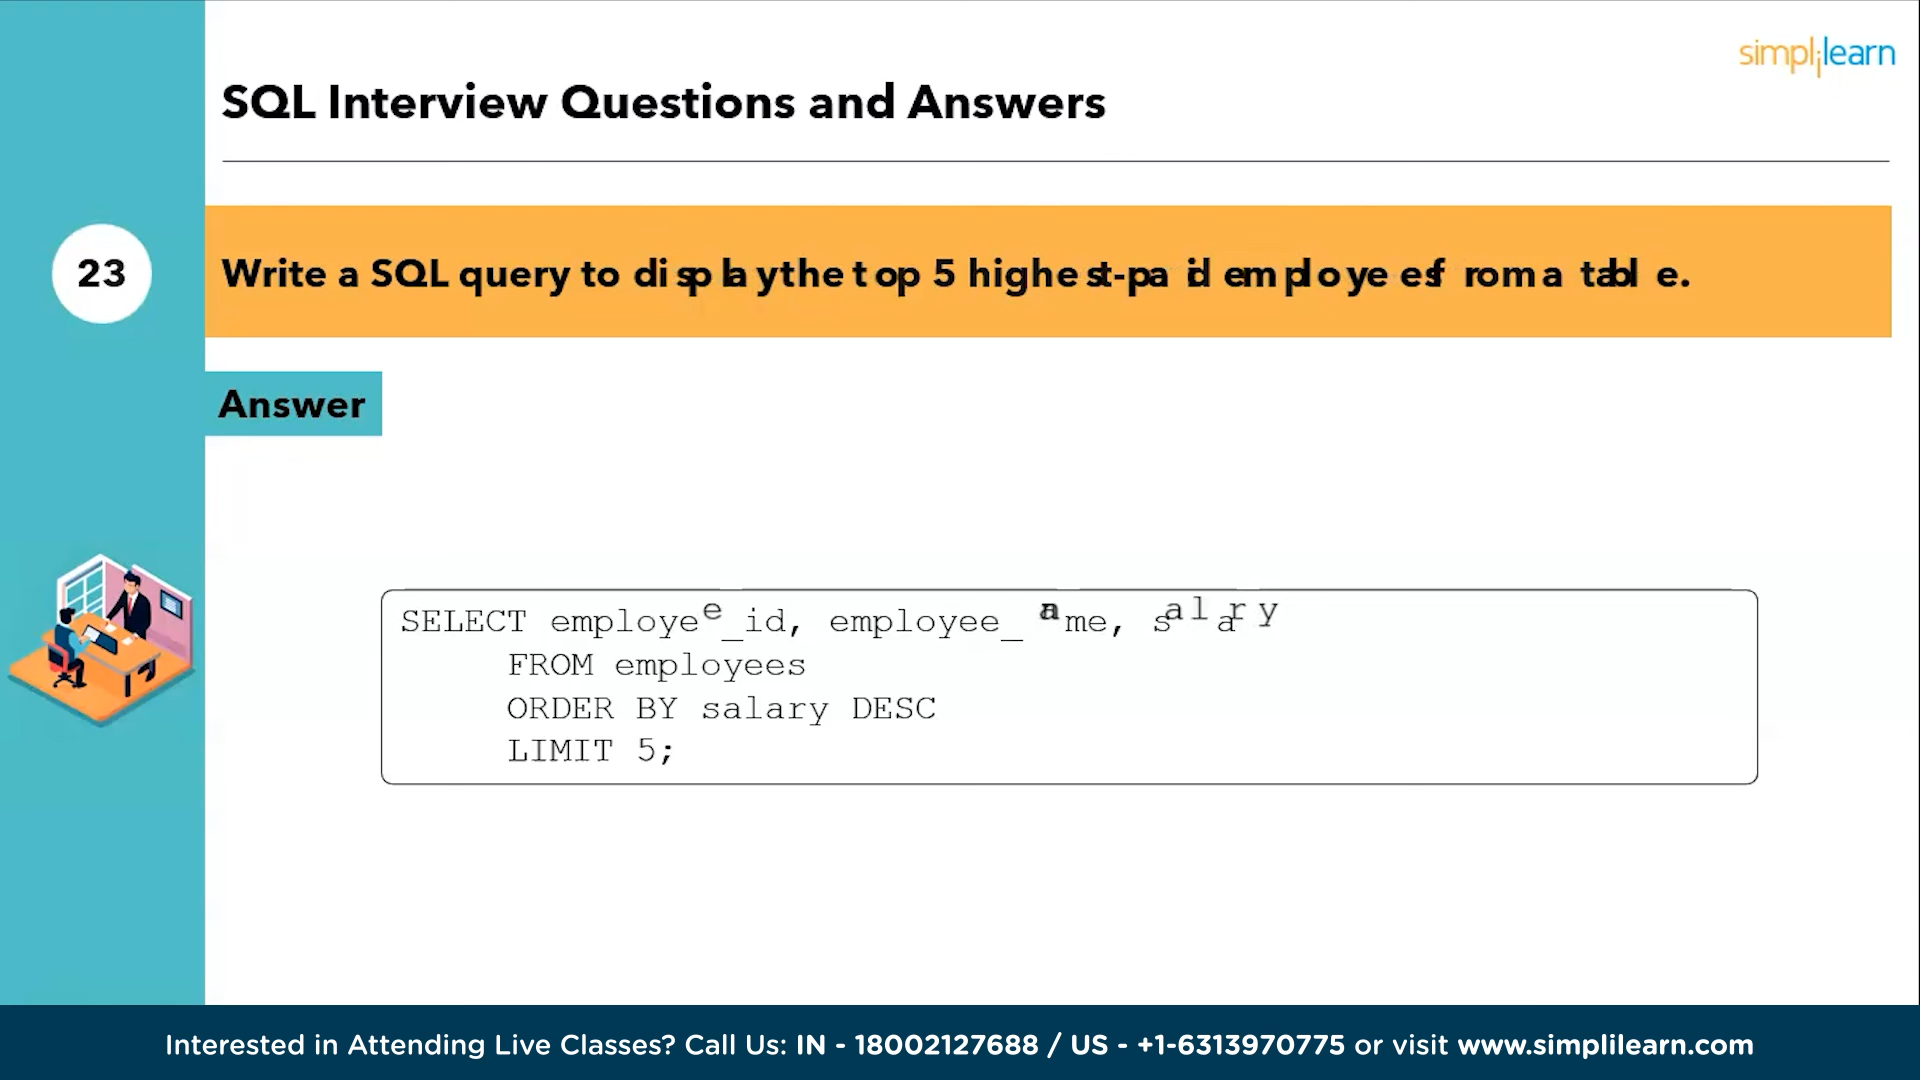 simplilearn
SQL Interview Questions and Answers
23
Write a SQL query to display the top 5 highest-paid employees from a table.
Answer
SELECT employee_id, employee_name, salary
FROM employees
ORDER BY salary DESC
LIMIT 5;
Interested in Attending Live Classes? Call Us: IN - 18002127688 / US - +1-6313970775 or visit www.simplilearn.com